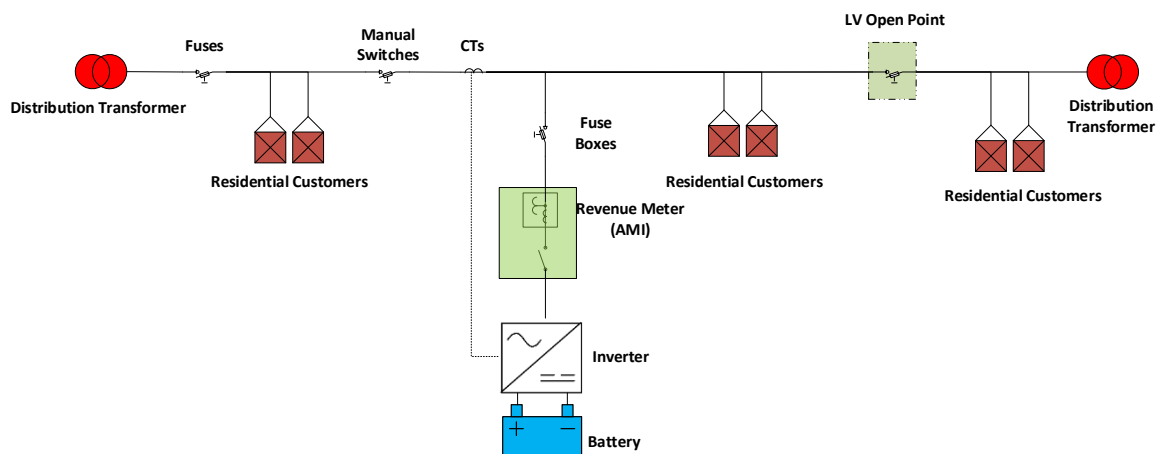 LV Open Point
Fuses
Manual
Switches
CTs
Distribution Transformer
Distribution
Transformer
Fuse
Boxes
Residential Customers
Residential Customers
Residential Customers
Revenue Meter
(AMI)
Inverter
+ −
Battery